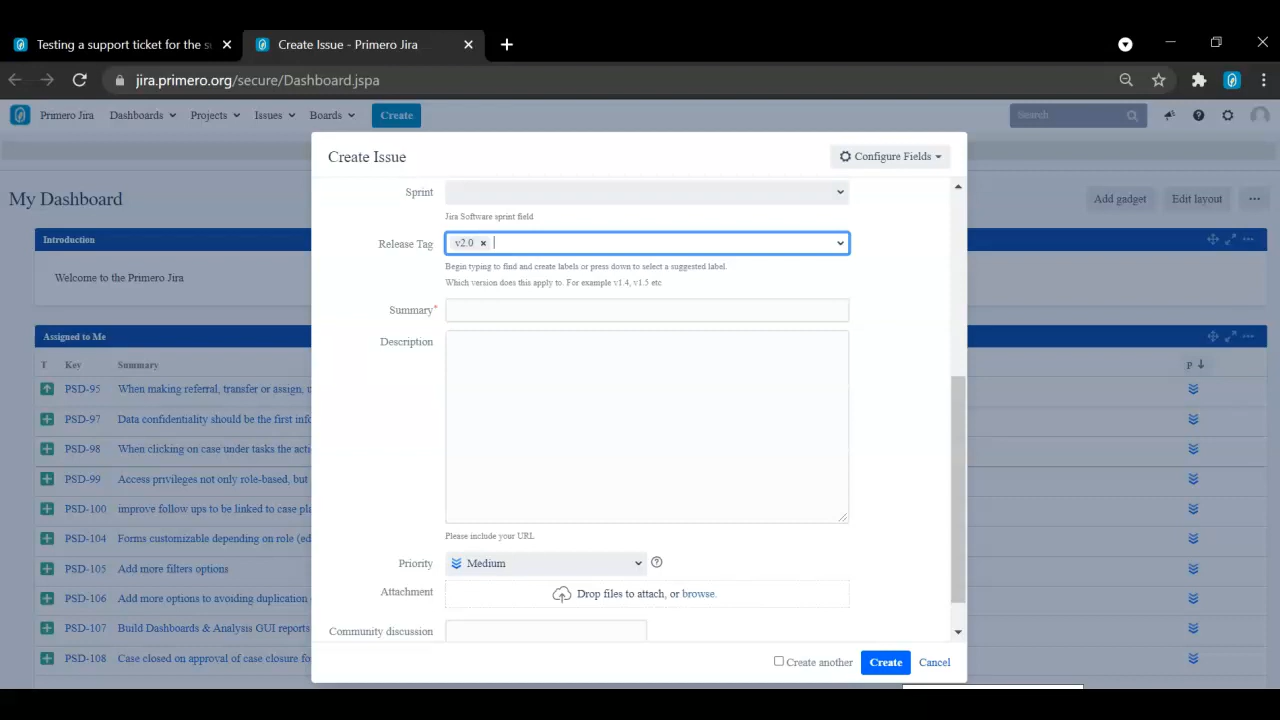 Testing a support ticket for the s
Create Issue - Primero Jira
jira.primero.org/secure/Dashboard.jspa
Primero Jira Dashboards Projects Issues Boards Create Search
Create Issue Configure Fields
My Dashboard Add gadget Edit layout
Sprint
Jira Software sprint field
Introduction
Release Tag v2.0
Begin typing to find and create labels or press down to select a suggested label.
Which version does this apply to. For example v1.4, v1.5 etc
Welcome to the Primero Jira
Summary*
Assigned to Me
Description
T Key Summary P
PSD-95 When making referral, transfer or assign,
PSD-97 Data confidentiality should be the first inf
PSD-98 When clicking on case under tasks the acti
PSD-99 Access privileges not only role-based, but
PSD-100 improve follow ups to be linked to case pl
PSD-104 Forms customizable depending on role (ed
PSD-105 Add more filters options
PSD-106 Add more options to avoiding duplication
PSD-107 Build Dashboards & Analysis GUI reports
PSD-108 Case closed on approval of case closure fo
Please include your URL
Priority Medium
Attachment Drop files to attach, or browse.
Community discussion
Create another Create Cancel